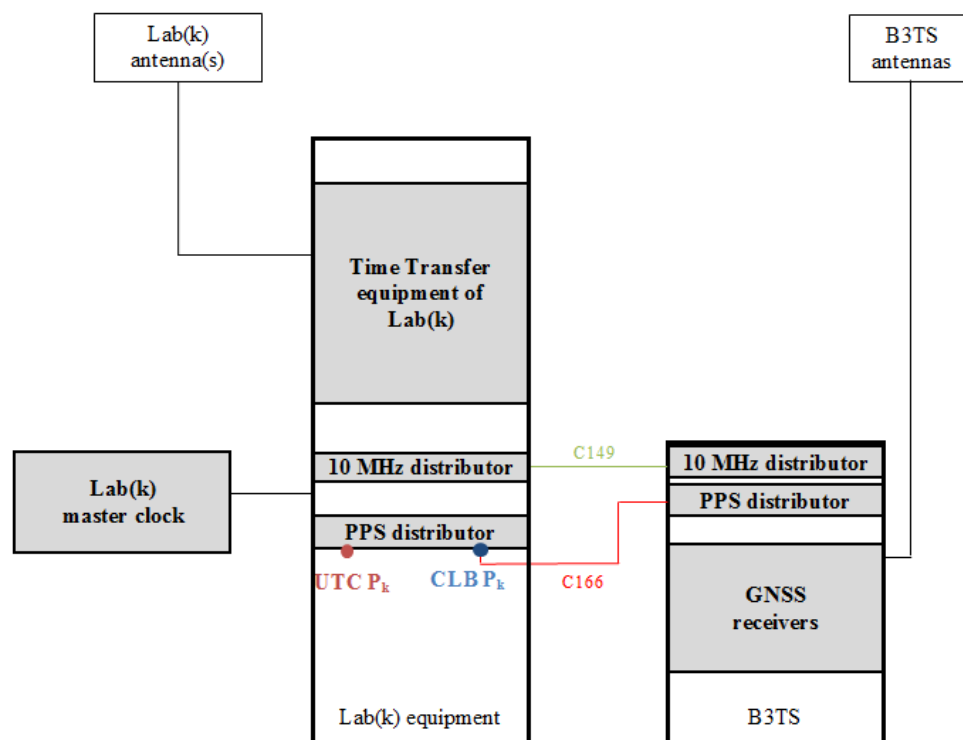 Lab(k)
antenna(s)
B3TS
antennas
Time Transfer
equipment of
Lab(k)
10 MHz distributor
C149
10 MHz distributor
Lab(k)
master clock
PPS distributor
PPS distributor
UTC Pₖ
CLB Pₖ
C166
GNSS
receivers
Lab(k) equipment
B3TS